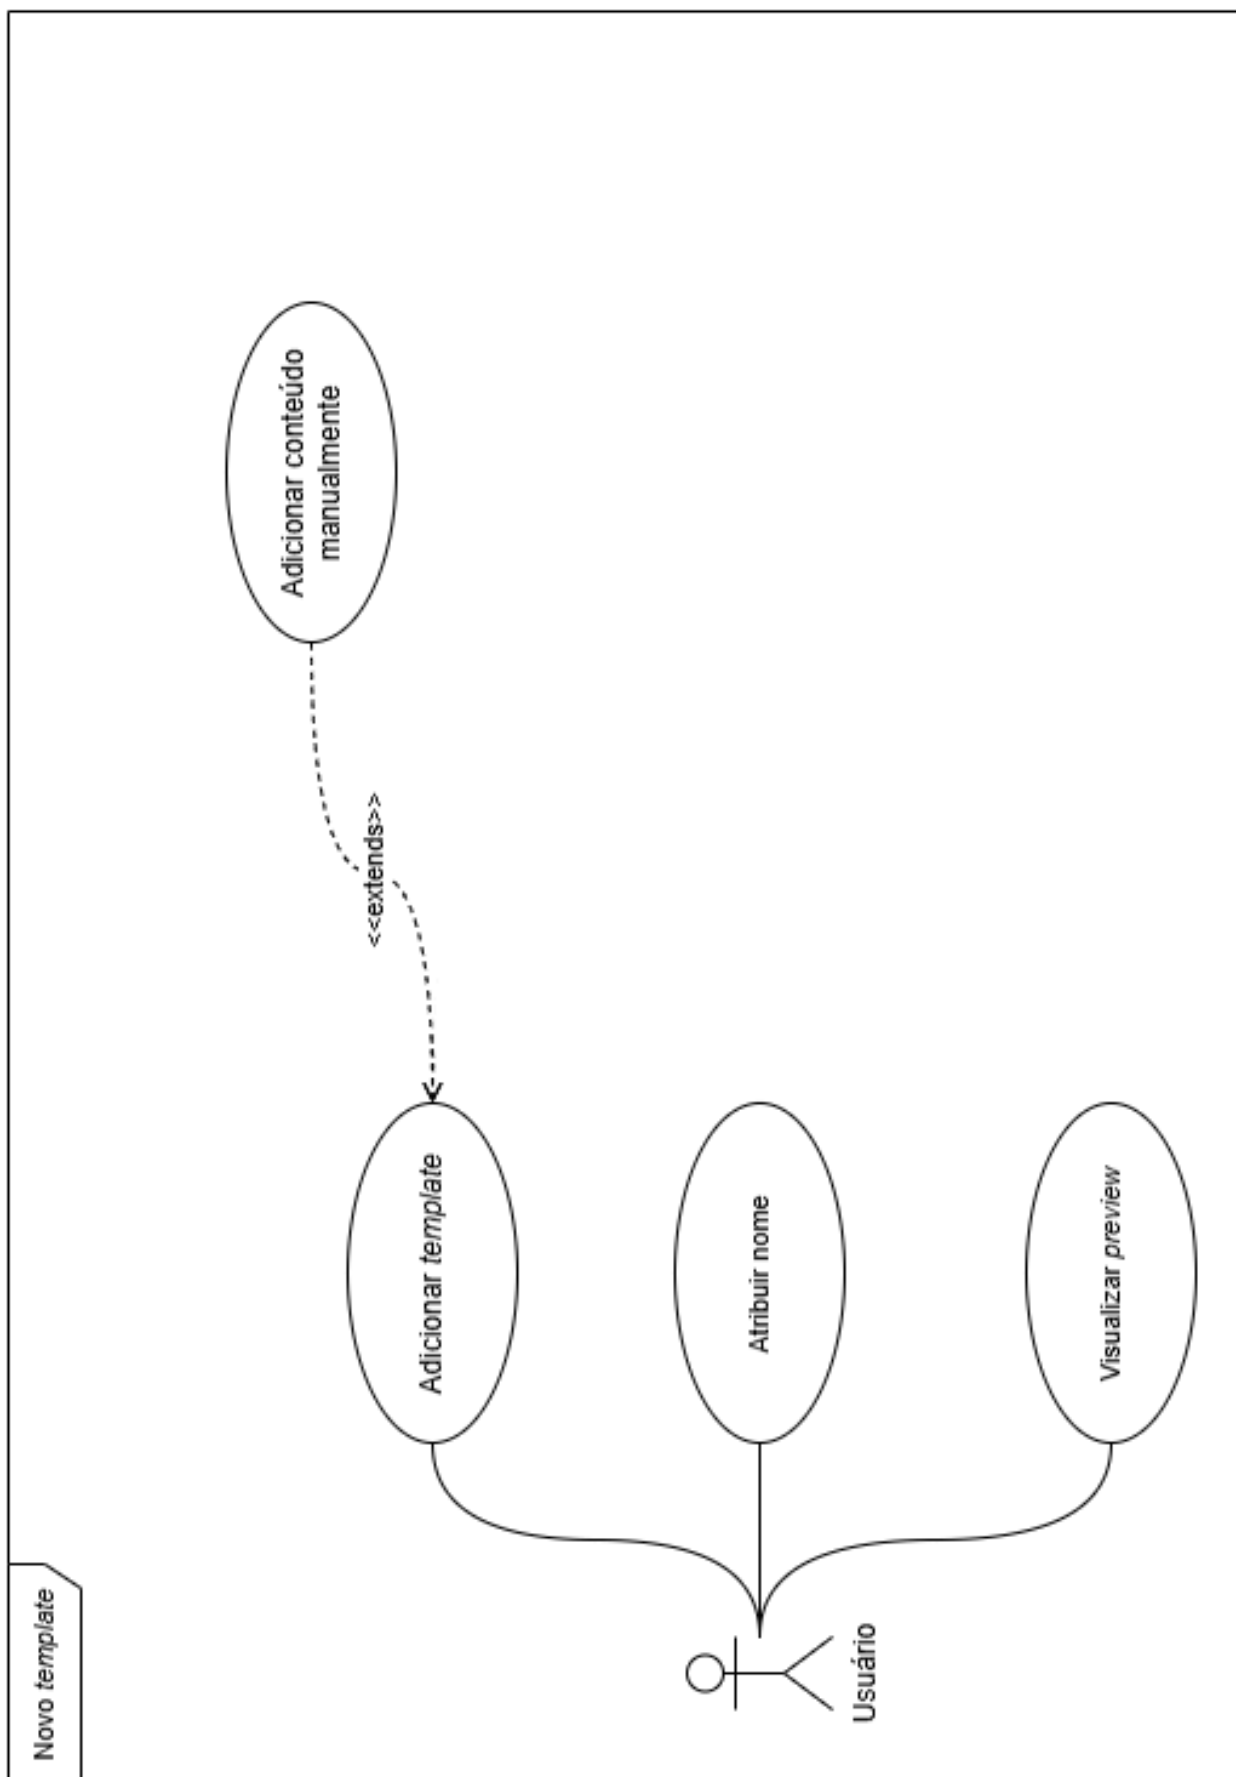 Novo template
Adicionar conteúdo
manualmente
<<extends>>
Adicionar template
Atribuir nome
Visualizar preview
Usuário